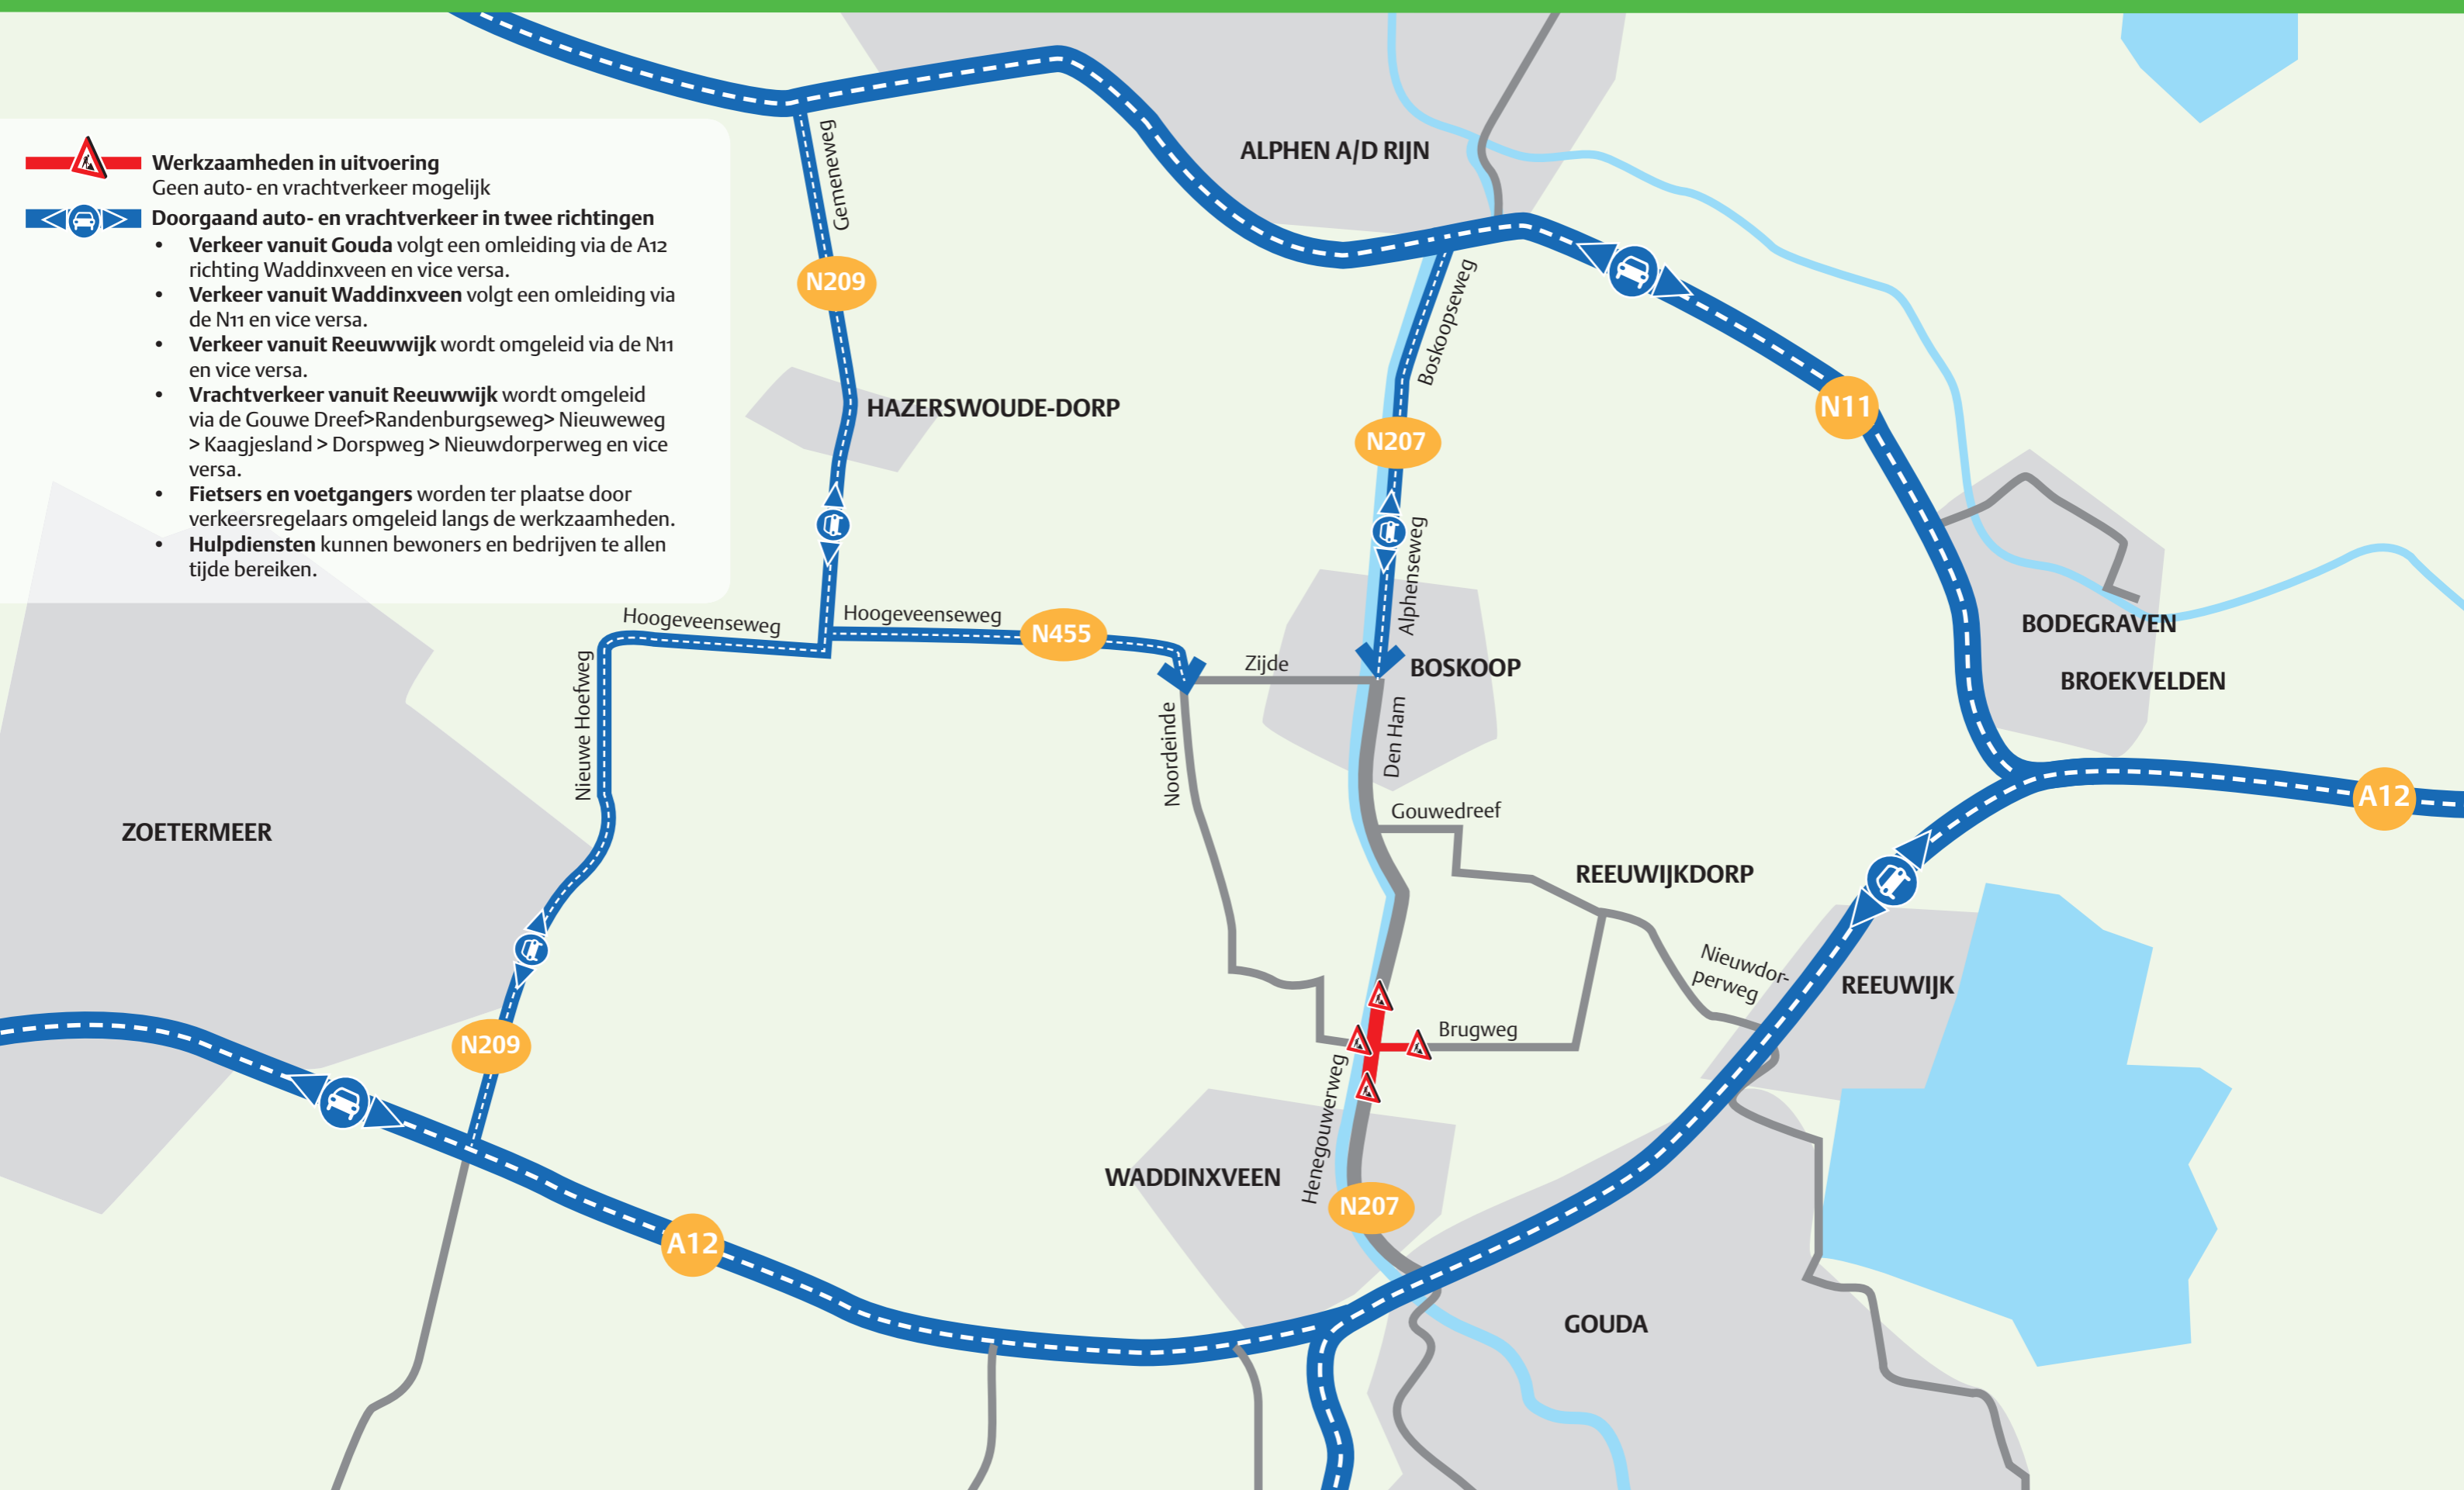 Werkzaamheden in uitvoering
Geen auto- en vrachtverkeer mogelijk
Doorgaand auto- en vrachtverkeer in twee richtingen
• Verkeer vanuit Gouda volgt een omleiding via de A12
richting Waddinxveen en vice versa.
• Verkeer vanuit Waddinxveen volgt een omleiding via
de N11 en vice versa.
• Verkeer vanuit Reeuwwijk wordt omgeleid via de N11
en vice versa.
• Vrachtverkeer vanuit Reeuwwijk wordt omgeleid
via de Gouwe Dreef>Randenburgseweg> Nieuweweg
> Kaagjesland > Dorspweg > Nieuwdorperweg en vice
versa.
• Fietsers en voetgangers worden ter plaatse door
verkeersregelaars omgeleid langs de werkzaamheden.
• Hulpdiensten kunnen bewoners en bedrijven te allen
tijde bereiken.
Gemeneweg
N209
ALPHEN A/D RIJN
Boskoopseweg
HAZERSWOUDE-DORP
N207
N11
Alphenseweg
Hoogeveenseweg
Hoogeveenseweg
N455
BODEGRAVEN
Zijde
BOSKOOP
BROEKVELDEN
Nieuwe Hoefweg
Noordeinde
Den Ham
A12
Gouwedreef
ZOETERMEER
REEUWIJKDORP
Nieuwdor-
perweg
REEUWIJK
N209
Brugweg
Henegouwerweg
WADDINXVEEN
N207
A12
GOUDA